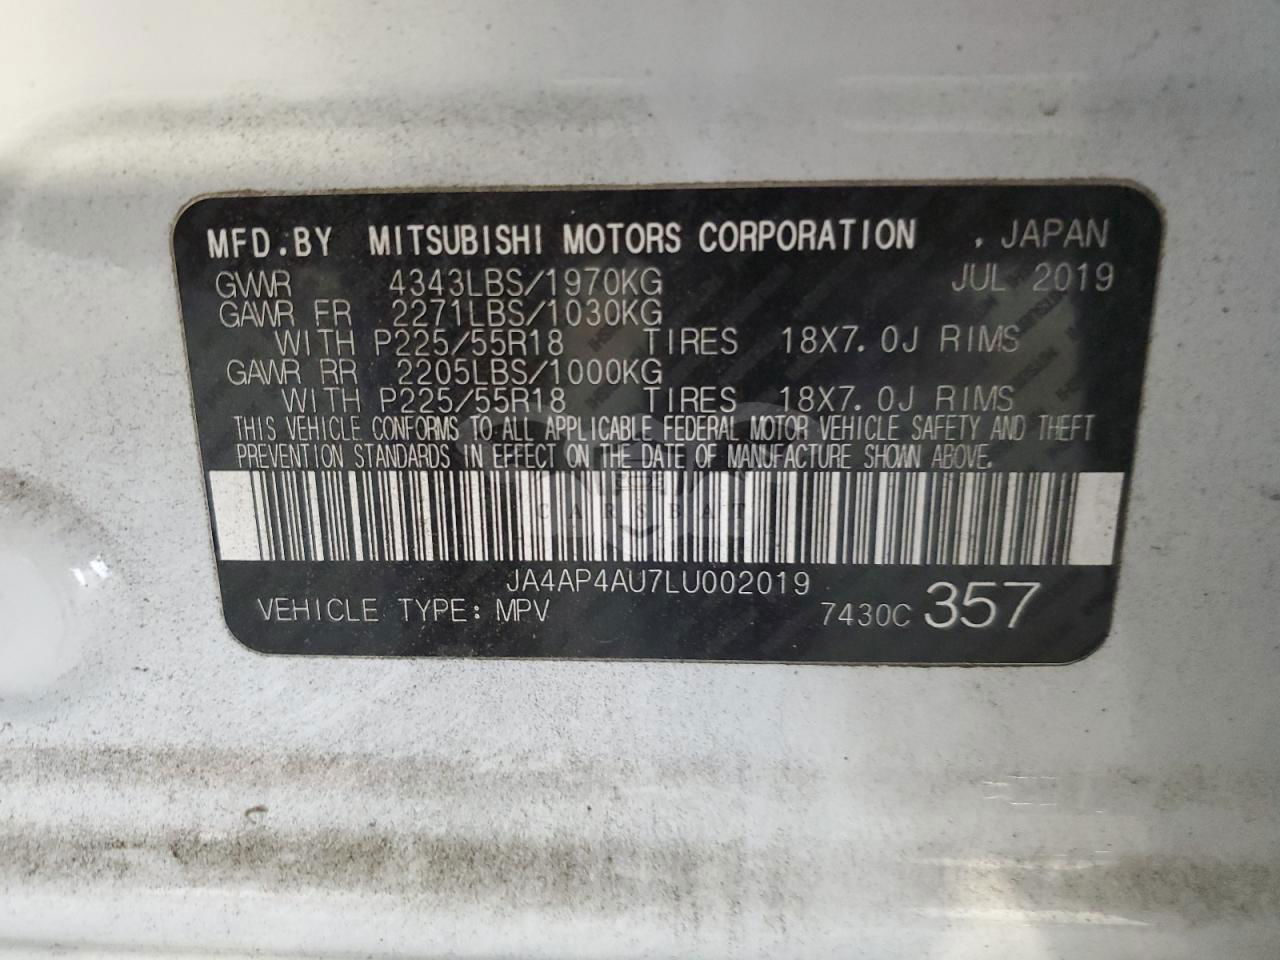 MFD.BY MITSUBISHI MOTORS CORPORATION , JAPAN
GVWR 4343LBS/1970KG JUL 2019
GAWR FR 2271LBS/1030KG
WITH P225/55R18 TIRES 18X7.0J RIMS
GAWR RR 2205LBS/1000KG
WITH P225/55R18 TIRES 18X7.0J RIMS
THIS VEHICLE CONFORMS TO ALL APPLICABLE FEDERAL MOTOR VEHICLE SAFETY AND THEFT
PREVENTION STANDARDS IN EFFECT ON THE DATE OF MANUFACTURE SHOWN ABOVE.
CARSBAT
JA4AP4AU7LU002019
VEHICLE TYPE: MPV 7430C 357